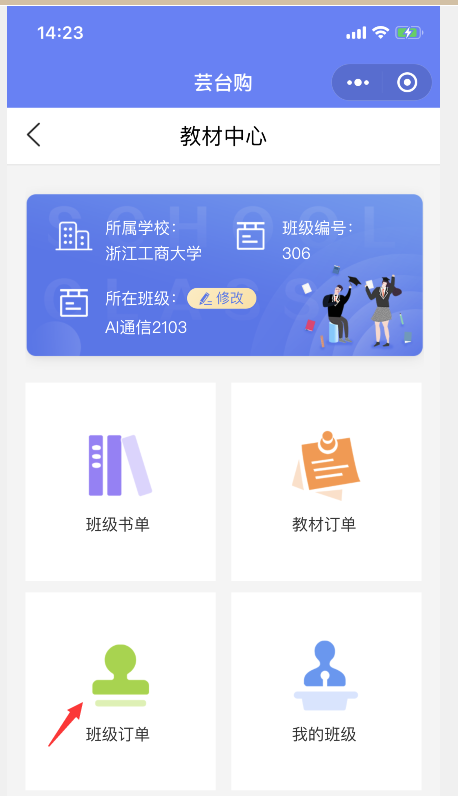 14:23
芸台购
教材中心
SCHOOL
CLASS
所属学校：
浙江工商大学
班级编号：
306
所在班级：
修改
AI通信2103
班级书单
教材订单
班级订单
我的班级